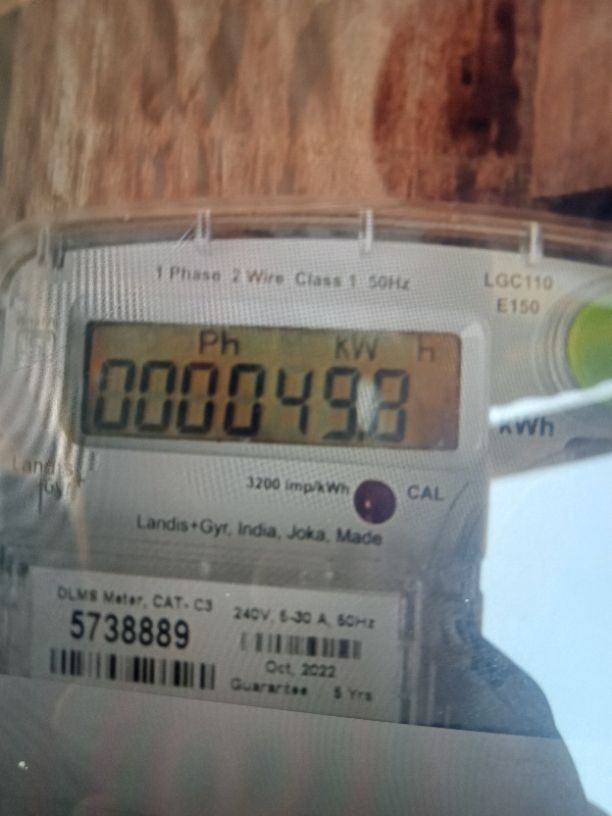 1 Phase 2 Wire Class 1 50Hz
LGC110
E150
Ph KW h
000049.8
kWh
3200 imp/kWh CAL
Landis+Gyr, India, Joka, Made
DLMS Meter, CAT- C3
5738889
240V, 5-30 A, 50Hz
Oct, 2022
Guarantee 5 Yrs